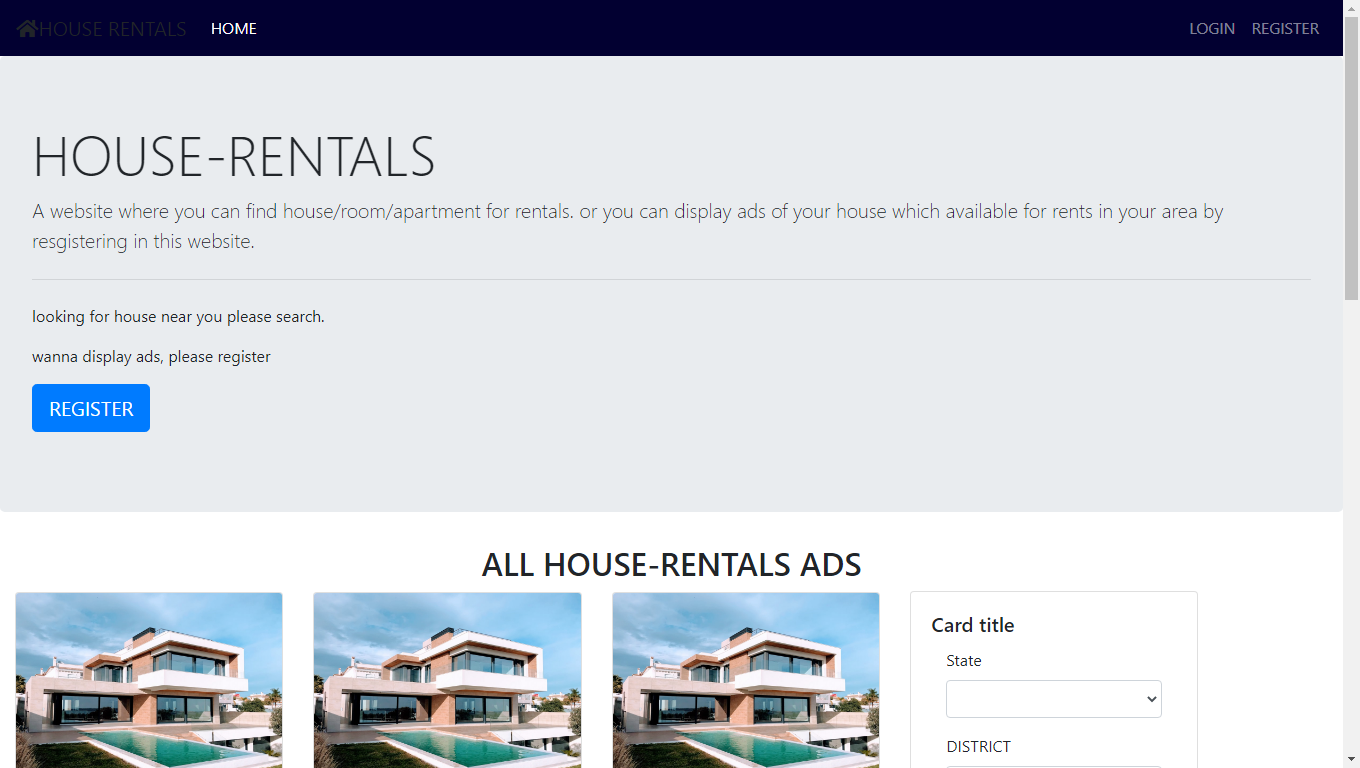 HOUSE RENTALS HOME LOGIN REGISTER
HOUSE-RENTALS
A website where you can find house/room/apartment for rentals. or you can display ads of your house which available for rents in your area by
resgistering in this website.
looking for house near you please search.
wanna display ads, please register
REGISTER
ALL HOUSE-RENTALS ADS
Card title
State
DISTRICT